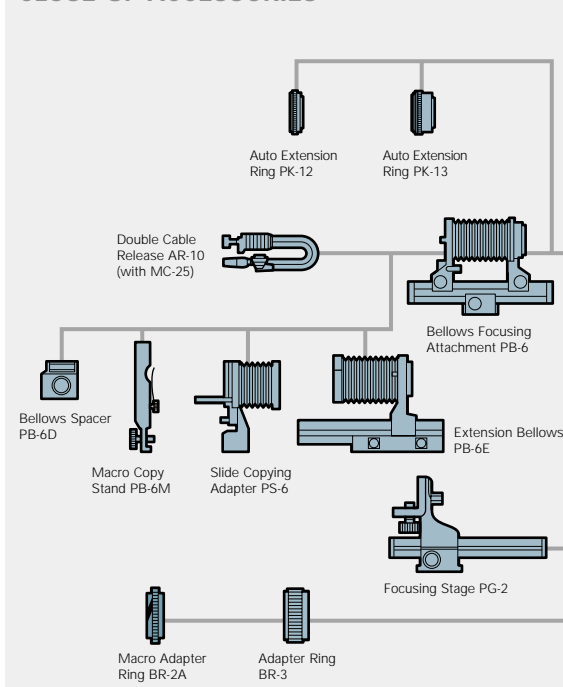 CLOSE-UP ACCESSORIES
Auto Extension
Ring PK-12
Auto Extension
Ring PK-13
Double Cable
Release AR-10
(with MC-25)
Bellows Focusing
Attachment PB-6
Bellows Spacer
PB-6D
Macro Copy
Stand PB-6M
Slide Copying
Adapter PS-6
Extension Bellows
PB-6E
Focusing Stage PG-2
Macro Adapter
Ring BR-2A
Adapter Ring
BR-3